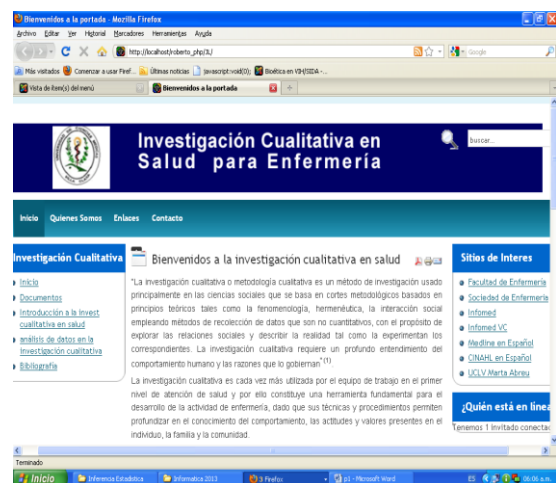 Bienvenidos a la portada - Mozilla Firefox
Archivo Editar Ver Historial Marcadores Herramientas Ayuda
http://localhost/roberto_php/JL/
Google
Más visitados Comenzar a usar Firef... Últimas noticias javascript:void(0); Bioética en VIH/SIDA -...
Vista de ítem(s) del menú
Bienvenidos a la portada
Investigación Cualitativa en
Salud para Enfermería
buscar...
Inicio Quienes Somos Enlaces Contacto
Investigación Cualitativa
Inicio
Documentos
Introducción a la invest
cualitativa en salud
análisis de datos en la
investigación cualitativa
Bibliografía
Bienvenidos a la investigación cualitativa en salud
"La investigación cualitativa o metodología cualitativa es un método de investigación usado
principalmente en las ciencias sociales que se basa en cortes metodológicos basados en
principios teóricos tales como la fenomenología, hermenéutica, la interacción social
empleando métodos de recolección de datos que son no cuantitativos, con el propósito de
explorar las relaciones sociales y describir la realidad tal como la experimentan los
correspondientes. La investigación cualitativa requiere un profundo entendimiento del
comportamiento humano y las razones que lo gobiernan"(1)
La investigación cualitativa es cada vez más utilizada por el equipo de trabajo en el primer
nivel de atención de salud y por ello constituye una herramienta fundamental para el
desarrollo de la actividad de enfermería, dado que sus técnicas y procedimientos permiten
profundizar en el conocimiento del comportamiento, las actitudes y valores presentes en el
individuo, la familia y la comunidad.
Sitios de Interes
Facultad de Enfermería
Sociedad de Enfermería
Infomed
Infomed VC
Medline en Español
CINAHL en Español
UCLV Marta Abreu
¿Quién está en línea
Tenemos 1 invitado conectad
Terminado
Inicio Inferencia Estadistica Informatica 2013 3 Firefox p1 - Microsoft Word ES 06:06 a.m.